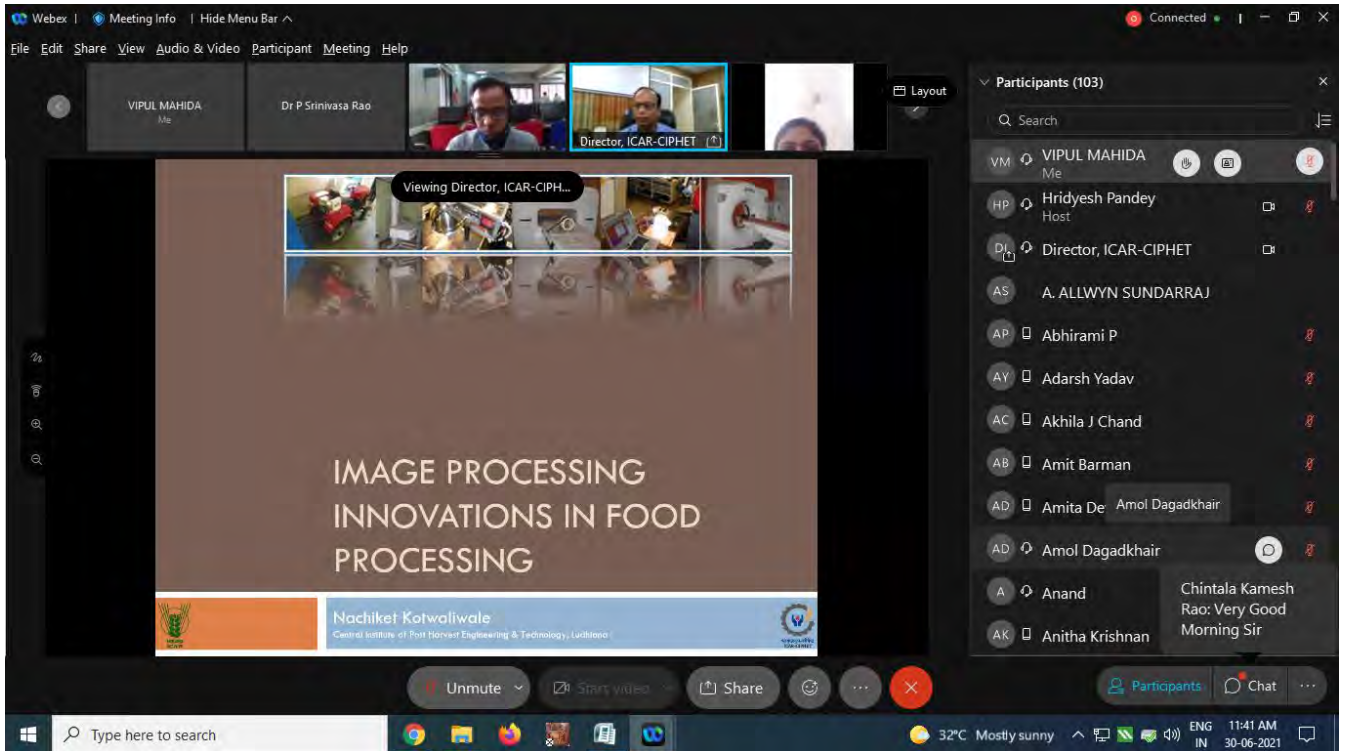 Webex
Meeting Info
Hide Menu Bar
Connected
File Edit Share View Audio & Video Participant Meeting Help
VIPUL MAHIDA
Me
Dr P Srinivasa Rao
Director, ICAR-CIPHET
Layout
Viewing Director, ICAR-CIPH...
IMAGE PROCESSING
INNOVATIONS IN FOOD
PROCESSING
Nachiket Kotwaliwale
Central Institute of Post Harvest Engineering & Technology, Ludhiana
Participants (103)
Search
VM VIPUL MAHIDA
Me
HP Hridyesh Pandey
Host
DI Director, ICAR-CIPHET
AS A. ALLWYN SUNDARRAJ
AP Abhirami P
AY Adarsh Yadav
AC Akhila J Chand
AB Amit Barman
AD Amita De
Amol Dagadkhair
AD Amol Dagadkhair
A Anand
AK Anitha Krishnan
Chintala Kamesh
Rao: Very Good
Morning Sir
Unmute
Start video
Share
Participants
Chat
Type here to search
32°C Mostly sunny
ENG
IN
11:41 AM
30-06-2021